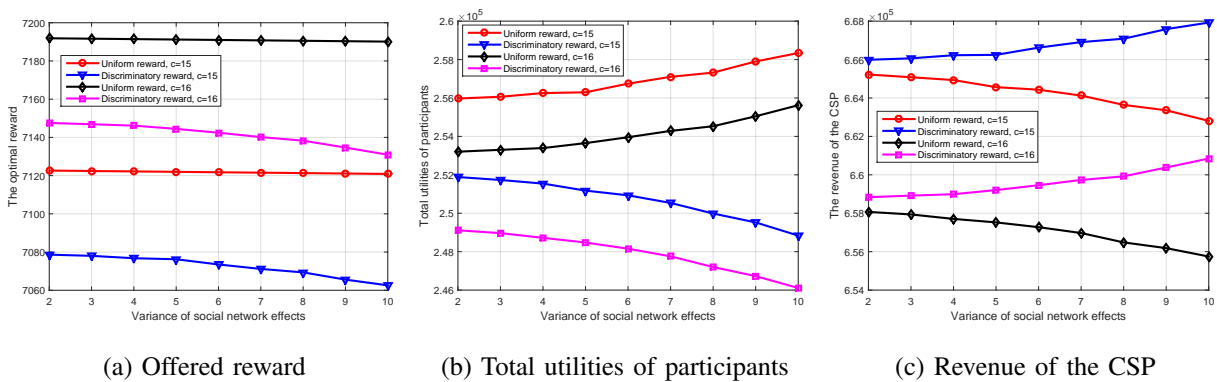 7200
7180
7160
7140
7120
7100
7080
7060
The optimal reward
Uniform reward, c=15
Discriminatory reward, c=15
Uniform reward, c=16
Discriminatory reward, c=16
2 3 4 5 6 7 8 9 10
Variance of social network effects
(a) Offered reward
×10⁵
2.6
2.58
2.56
2.54
2.52
2.5
2.48
2.46
Total utilities of participants
Uniform reward, c=15
Discriminatory reward, c=15
Uniform reward, c=16
Discriminatory reward, c=16
2 3 4 5 6 7 8 9 10
Variance of social network effects
(b) Total utilities of participants
×10⁵
6.68
6.66
6.64
6.62
6.6
6.58
6.56
6.54
The revenue of the CSP
Uniform reward, c=15
Discriminatory reward, c=15
Uniform reward, c=16
Discriminatory reward, c=16
2 3 4 5 6 7 8 9 10
Variance of social network effects
(c) Revenue of the CSP